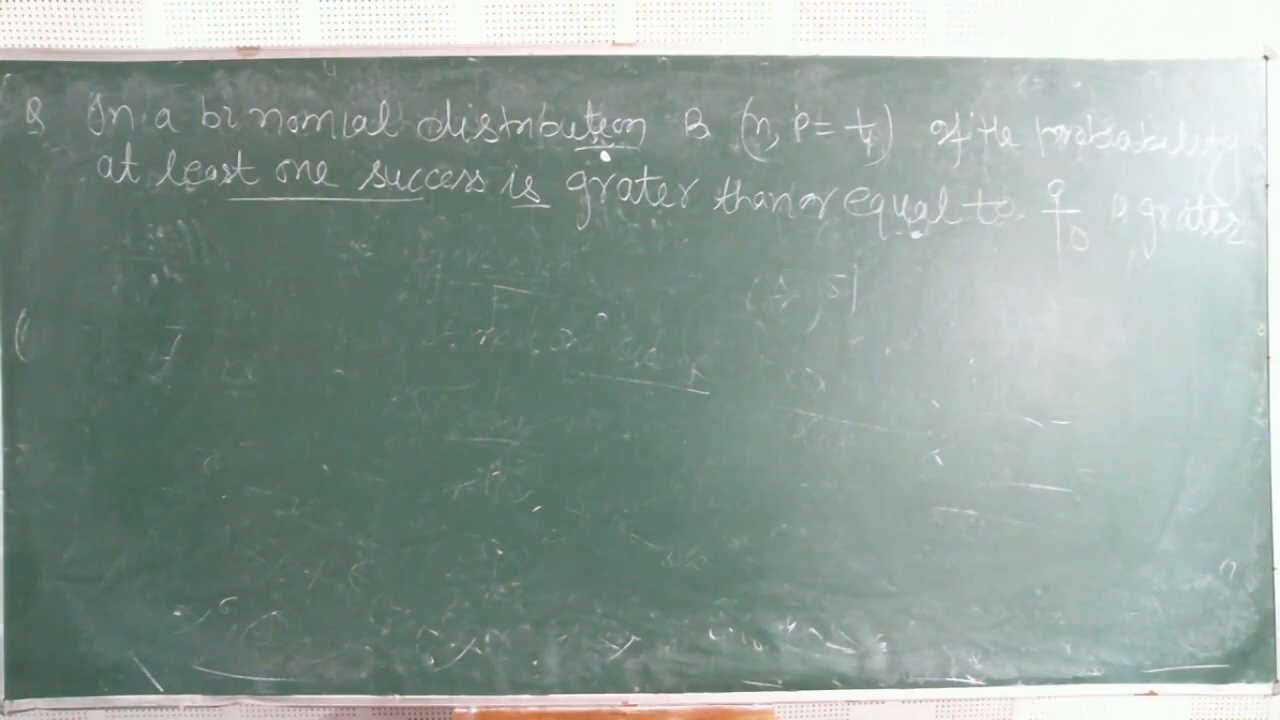 Q In a binomial distribution B (n, P = 1/4) if the probability
at least one success is grater than or equal to 9/10 n grater